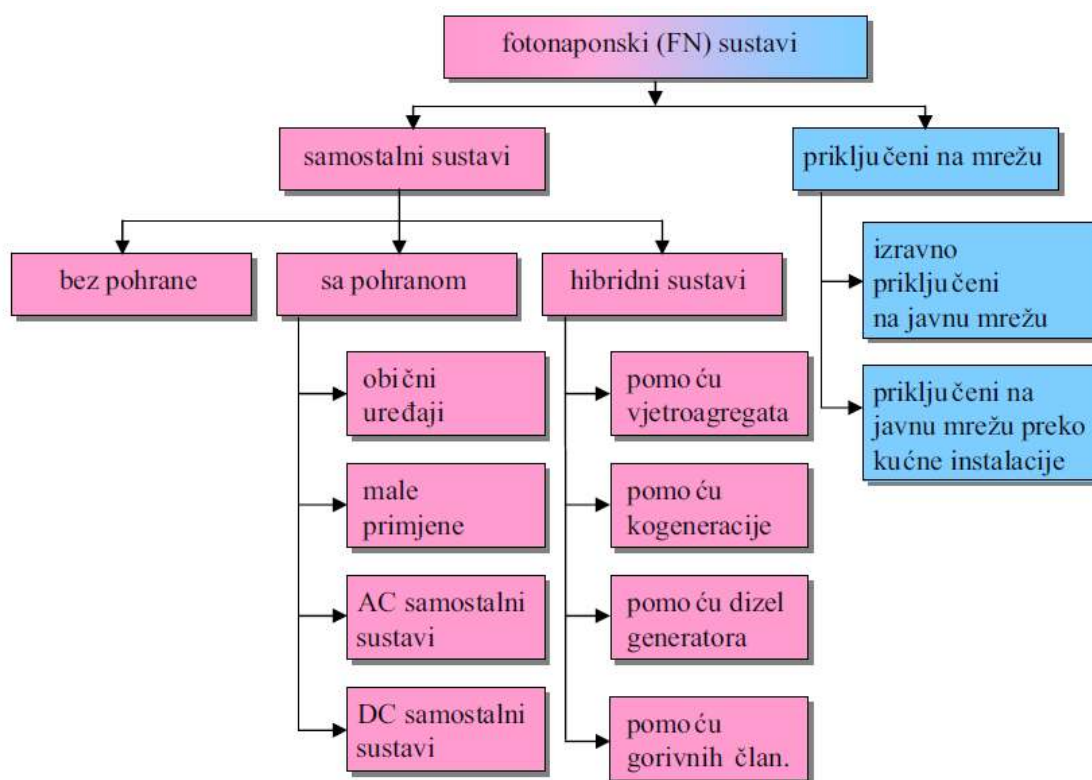 fotonaponski (FN) sustavi
samostalni sustavi
priključeni na mrežu
bez pohrane
sa pohranom
hibridni sustavi
izravno
priključeni
na javnu mrežu
obični
uređaji
pomoću
vjetroagregata
priključeni na
javnu mrežu preko
kućne instalacije
male
primjene
pomoću
kogeneracije
AC samostalni
sustavi
pomoću dizel
generatora
DC samostalni
sustavi
pomoću
gorivnih član.